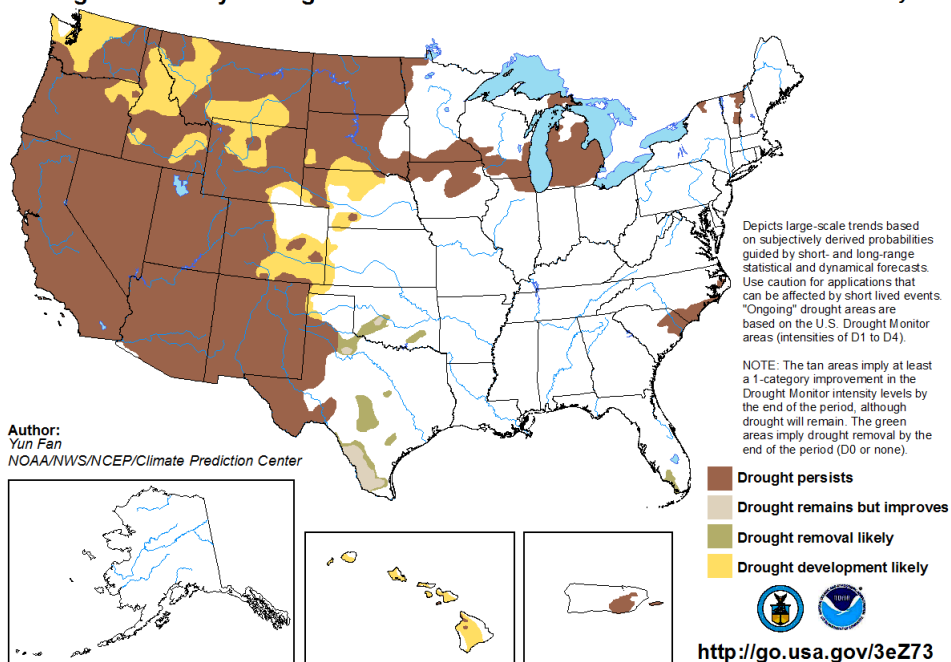 Depicts large-scale trends based
on subjectively derived probabilities
guided by short- and long-range
statistical and dynamical forecasts.
Use caution for applications that
can be affected by short lived events.
"Ongoing" drought areas are
based on the U.S. Drought Monitor
areas (intensities of D1 to D4).
NOTE: The tan areas imply at least
a 1-category improvement in the
Drought Monitor intensity levels by
the end of the period, although
drought will remain. The green
areas imply drought removal by the
end of the period (D0 or none).
Author:
Yun Fan
NOAA/NWS/NCEP/Climate Prediction Center
Drought persists
Drought remains but improves
Drought removal likely
Drought development likely
http://go.usa.gov/3eZ73